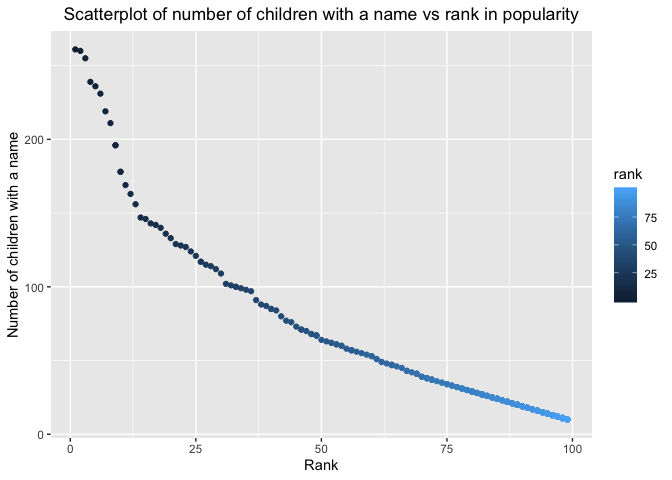 Scatterplot of number of children with a name vs rank in popularity
Number of children with a name
200
100
0
0 25 50 75 100
Rank
rank
75
50
25